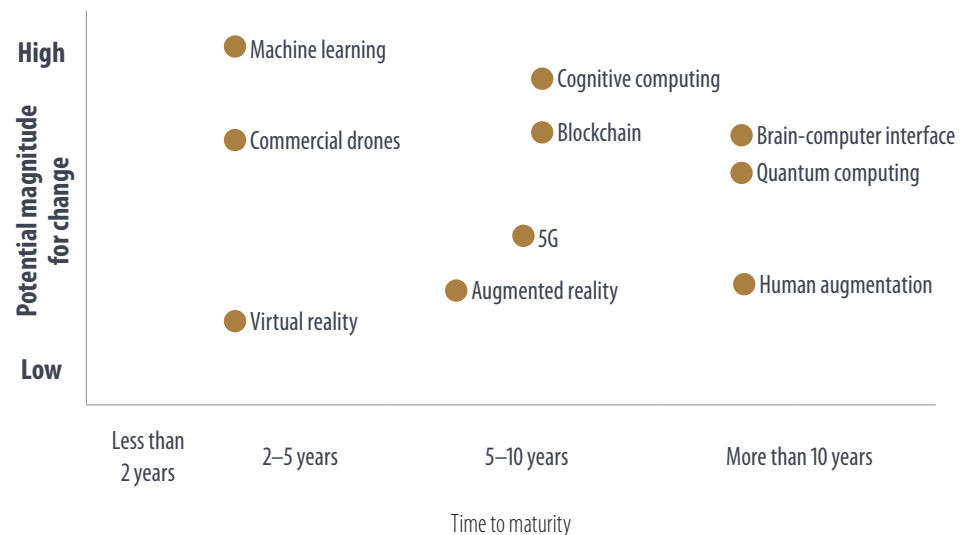 High
Machine learning
Cognitive computing
Potential magnitude
for change
Commercial drones
Blockchain
Brain-computer interface
Quantum computing
5G
Augmented reality
Human augmentation
Virtual reality
Low
Less than
2 years
2–5 years
5–10 years
More than 10 years
Time to maturity